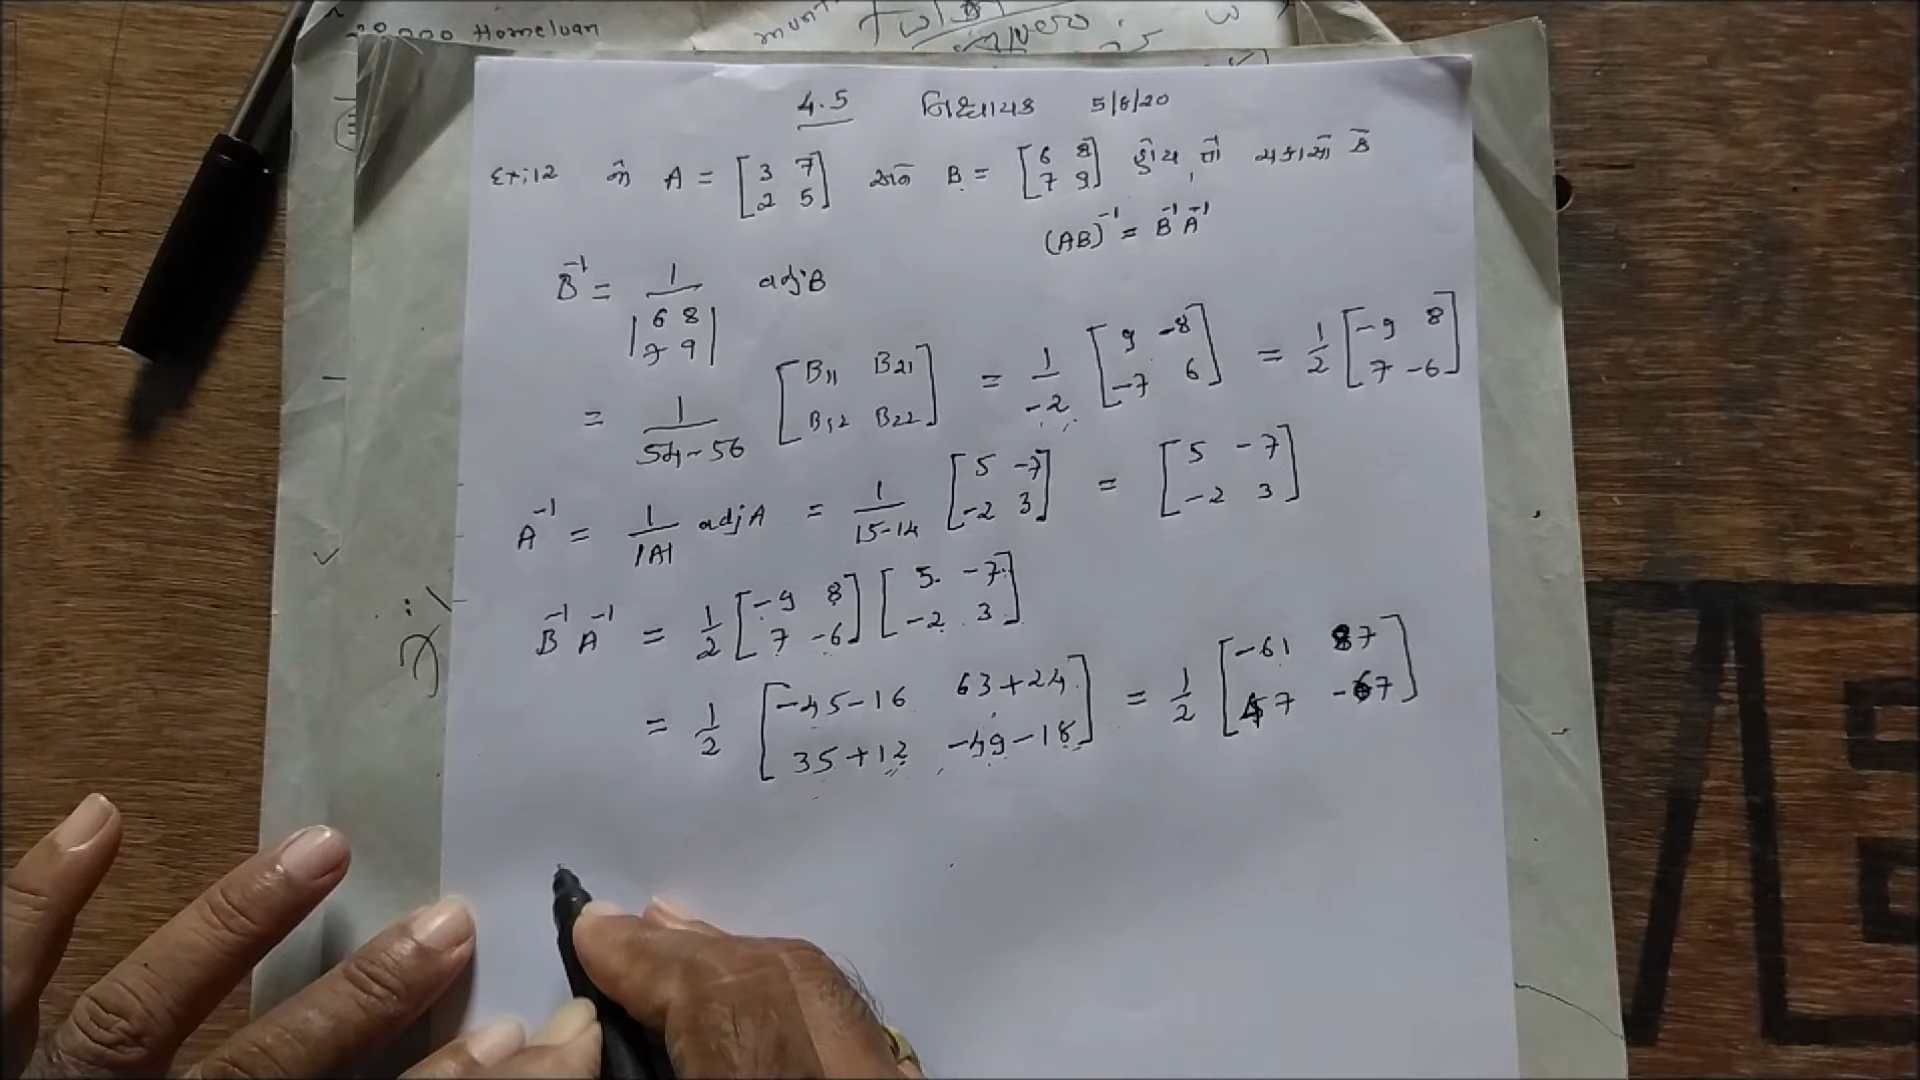 20,000 Homeloan
4.5 નિશ્ચાયક 5/8/20
Ex:12 જો A = [3 7; 2 5] અને B = [6 8; 7 9] હોય તો ચકાસો કે
(AB)⁻¹ = B⁻¹ A⁻¹
B⁻¹ = 1/|6 8; 7 9| adjB
= 1/(54-56) [B11 B21; B12 B22] = 1/-2 [9 -8; -7 6] = 1/2 [-9 8; 7 -6]
A⁻¹ = 1/|A| adjA = 1/(15-14) [5 -7; -2 3] = [5 -7; -2 3]
B⁻¹ A⁻¹ = 1/2 [-9 8; 7 -6] [5 -7; -2 3]
= 1/2 [-45-16 63+24; 35+12 -49-18] = 1/2 [-61 87; 47 -67]